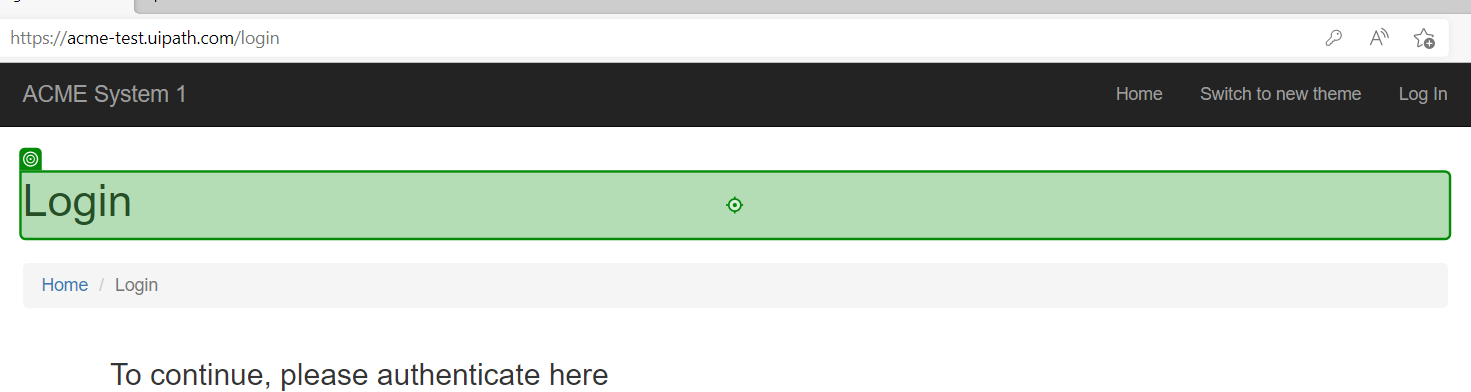 https://acme-test.uipath.com/login
ACME System 1 Home Switch to new theme Log In
Login
Home / Login
To continue, please authenticate here